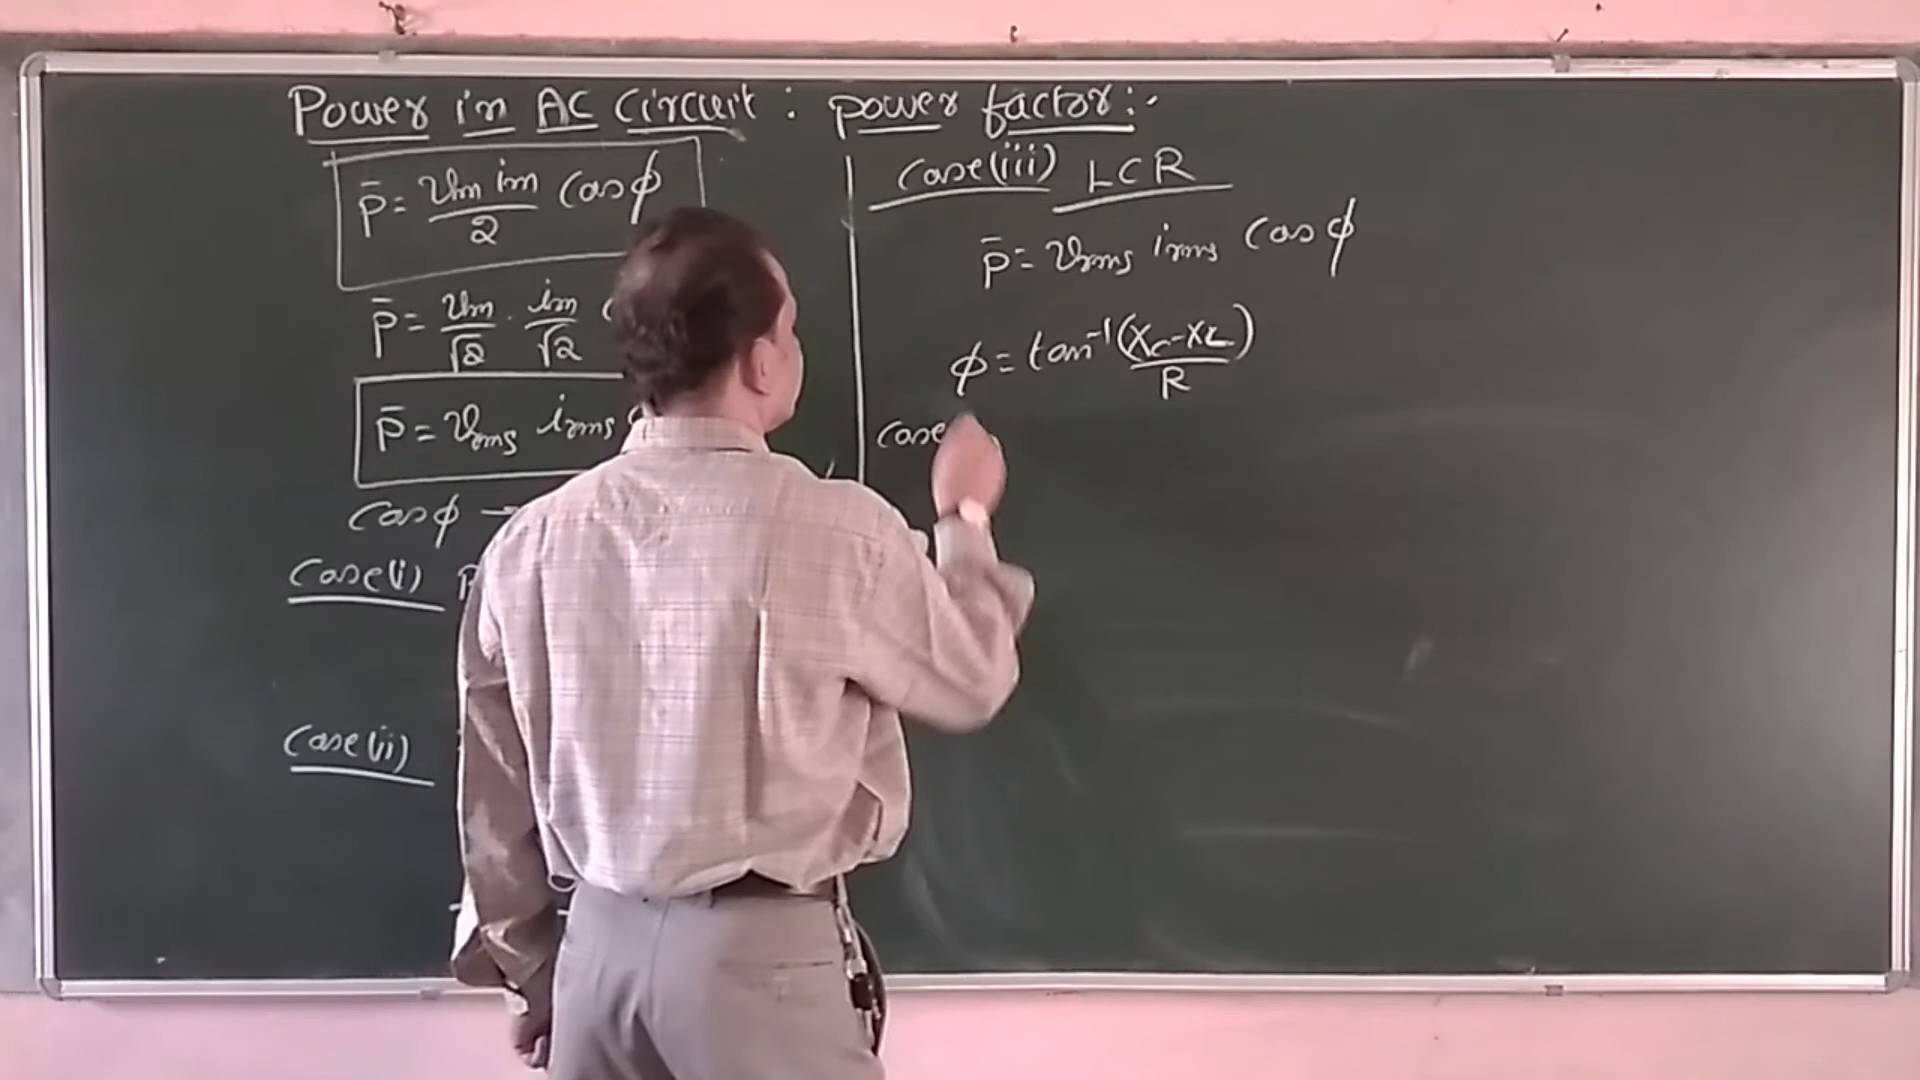 Power in AC Circuit : power factor :-
p̄ = vm im / 2 cosφ
p̄ = vm/√2 . im/√2
p̄ = vrms irms
cosφ →
case(i)
case(ii)
case(iii) LCR
p̄ = vrms irms cosφ
φ = tan⁻¹(Xc-XL / R)
case